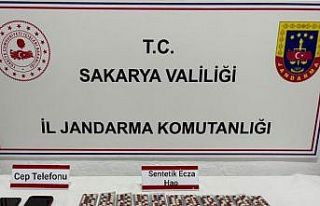 T.C.
SAKARYA VALİLİĞİ
İL JANDARMA KOMUTANLIĞI
Cep Telefonu
Sentetik Ecza
Hap
JANDARMA